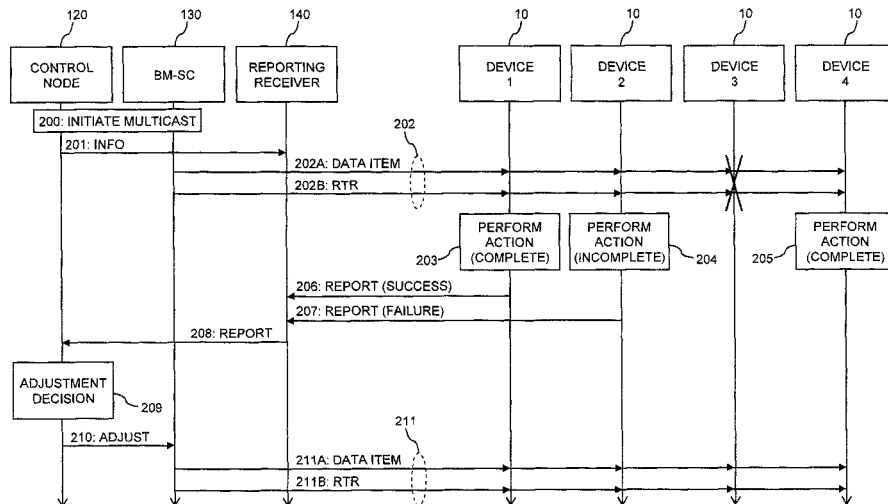 120
130
140
10
10
10
10
CONTROL
NODE
BM-SC
REPORTING
RECEIVER
DEVICE
1
DEVICE
2
DEVICE
3
DEVICE
4
200: INITIATE MULTICAST
201: INFO
202
202A: DATA ITEM
202B: RTR
PERFORM
ACTION
(COMPLETE)
203
PERFORM
ACTION
(INCOMPLETE)
204
PERFORM
ACTION
(COMPLETE)
205
206: REPORT (SUCCESS)
207: REPORT (FAILURE)
208: REPORT
ADJUSTMENT
DECISION
209
210: ADJUST
211
211A: DATA ITEM
211B: RTR